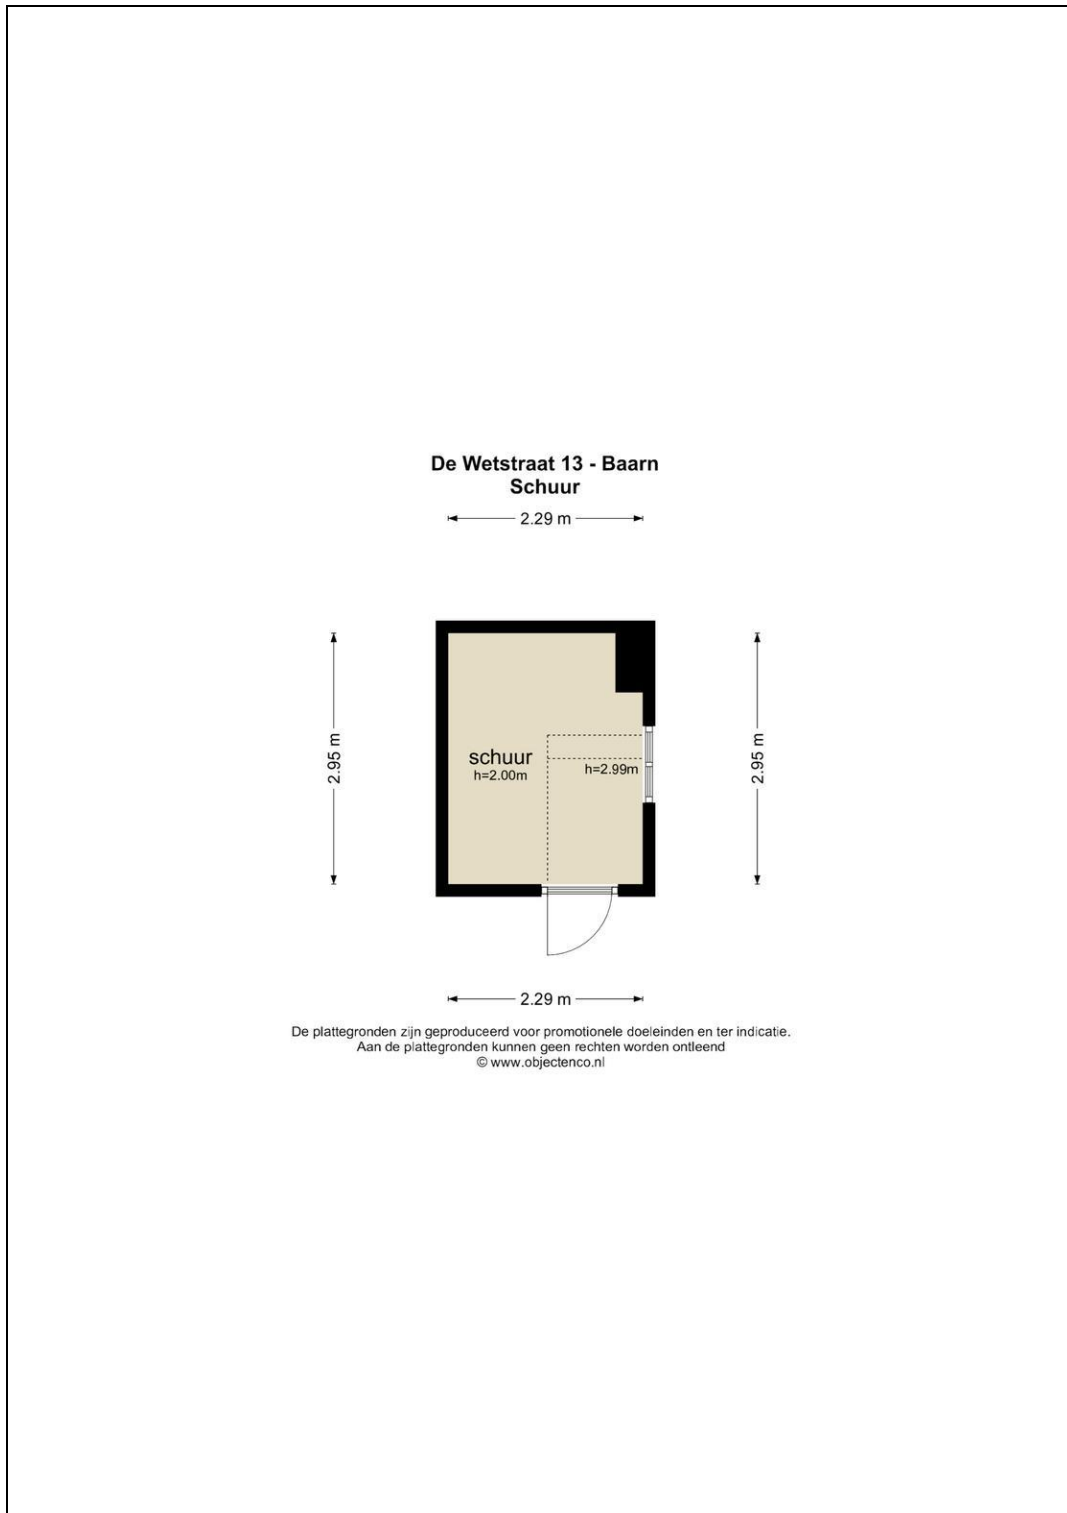 De Wetstraat 13 - Baarn
Schuur
2.29 m
2.95 m
2.95 m
schuur
h=2.00m
h=2.99m
2.29 m
De plattegronden zijn geproduceerd voor promotionele doeleinden en ter indicatie.
Aan de plattegronden kunnen geen rechten worden ontleend
© www.objectenco.nl